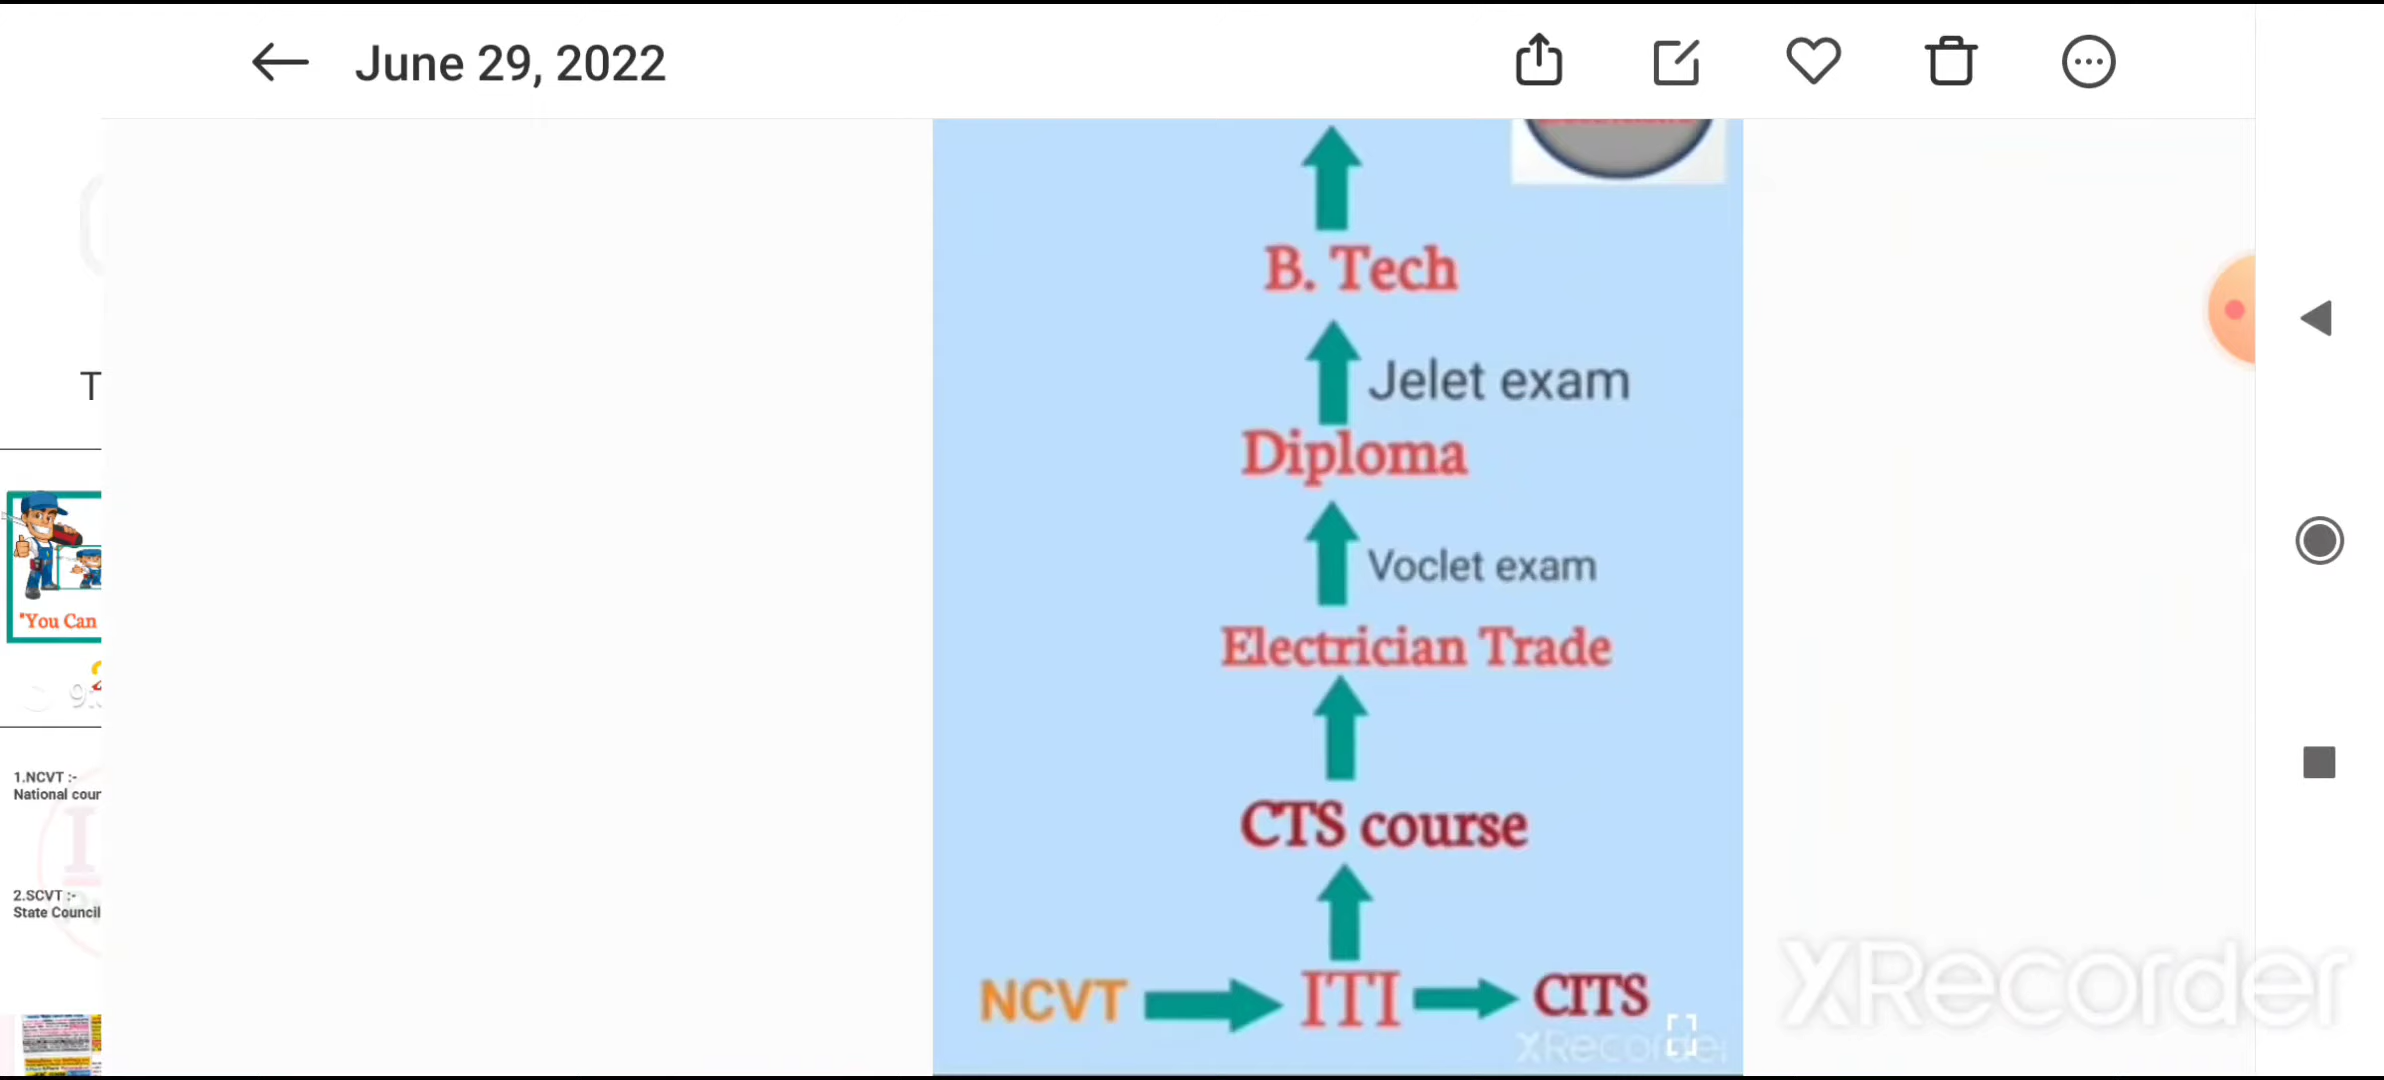 June 29, 2022
B. Tech
Jelet exam
Diploma
Voclet exam
Electrician Trade
CTS course
NCVT ITI CITS
XRecorder
T
"You Can
1.NCVT :-
National cour
2.SCVT :-
State Council
XRecorder